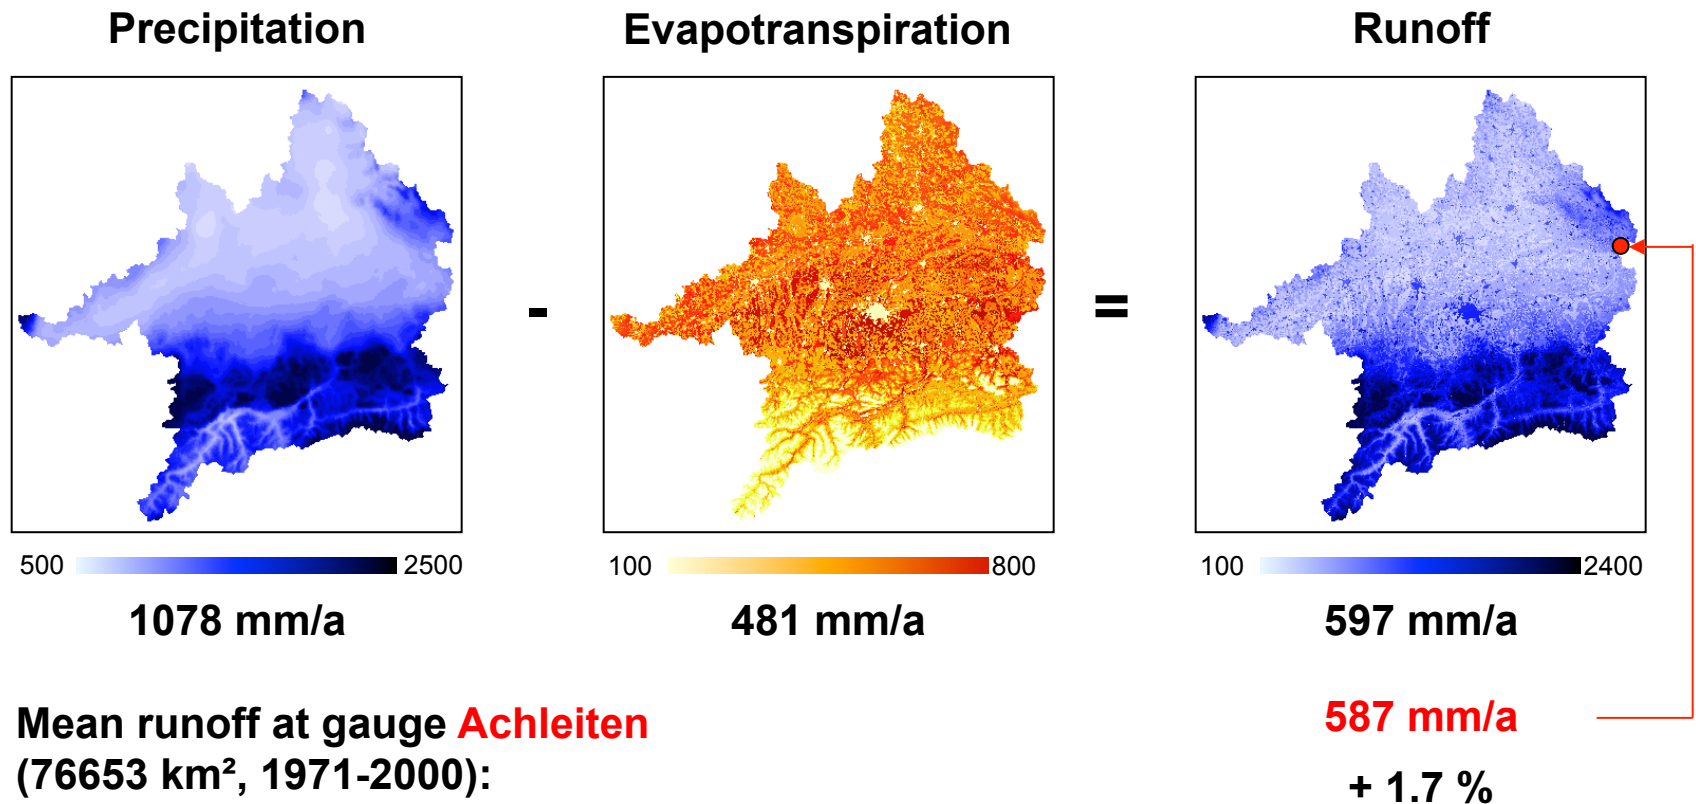 Precipitation
Evapotranspiration
Runoff
-
=
500
2500
100
800
100
2400
1078 mm/a
481 mm/a
597 mm/a
Mean runoff at gauge Achleiten
(76653 km², 1971-2000):
587 mm/a
+ 1.7 %